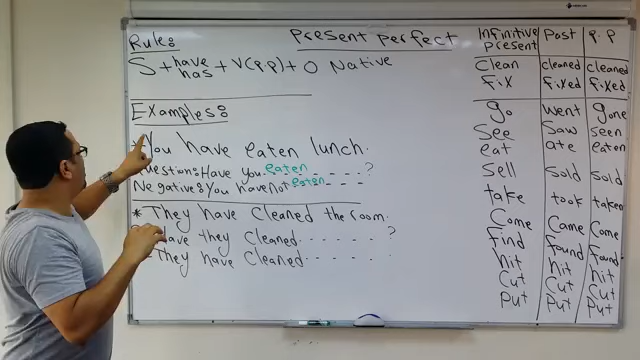 Rule:
Present perfect
S + have
has + V(P.P) + O Native
Examples:
You have eaten lunch.
Question: Have you eaten - - - ?
Negative: You have not eaten - - - -
* They have Cleaned the room.
have they Cleaned. - - - - - ?
They have Cleaned - - - - - -
Infinitive present | Past | P.P
Clean | cleaned | cleaned
fix | fixed | fixed
go | went | gone
See | Saw | seen
eat | ate | eaten
Sell | Sold | sold
take | took | taken
Come | Came | Came
find | found | found
hit | hit | hit
Cut | Cut | Cut
Put | Put | Put